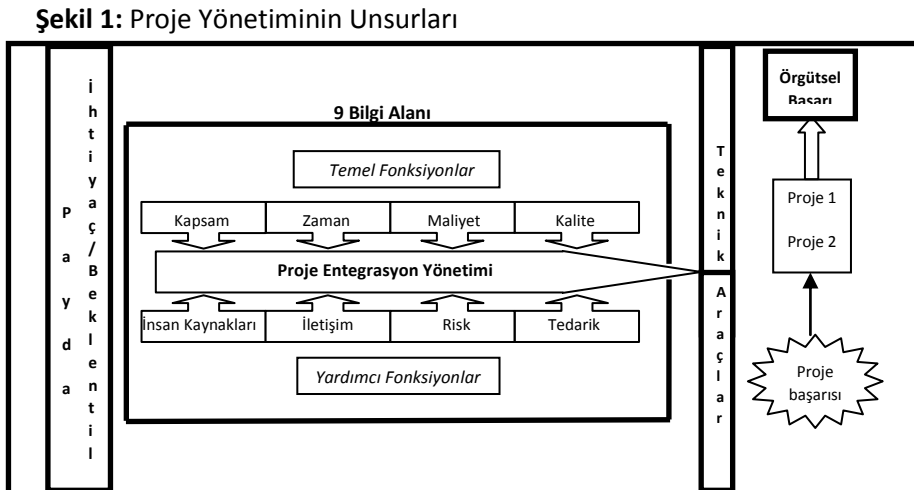 Şekil 1: Proje Yönetiminin Unsurları
Payda
İhtiyaç/Beklentil
9 Bilgi Alanı
Temel Fonksiyonlar
Kapsam
Zaman
Maliyet
Kalite
Proje Entegrasyon Yönetimi
İnsan Kaynakları
İletişim
Risk
Tedarik
Yardımcı Fonksiyonlar
Teknik
Araçlar
Örgütsel
Başarı
Proje 1
Proje 2
Proje
başarısı